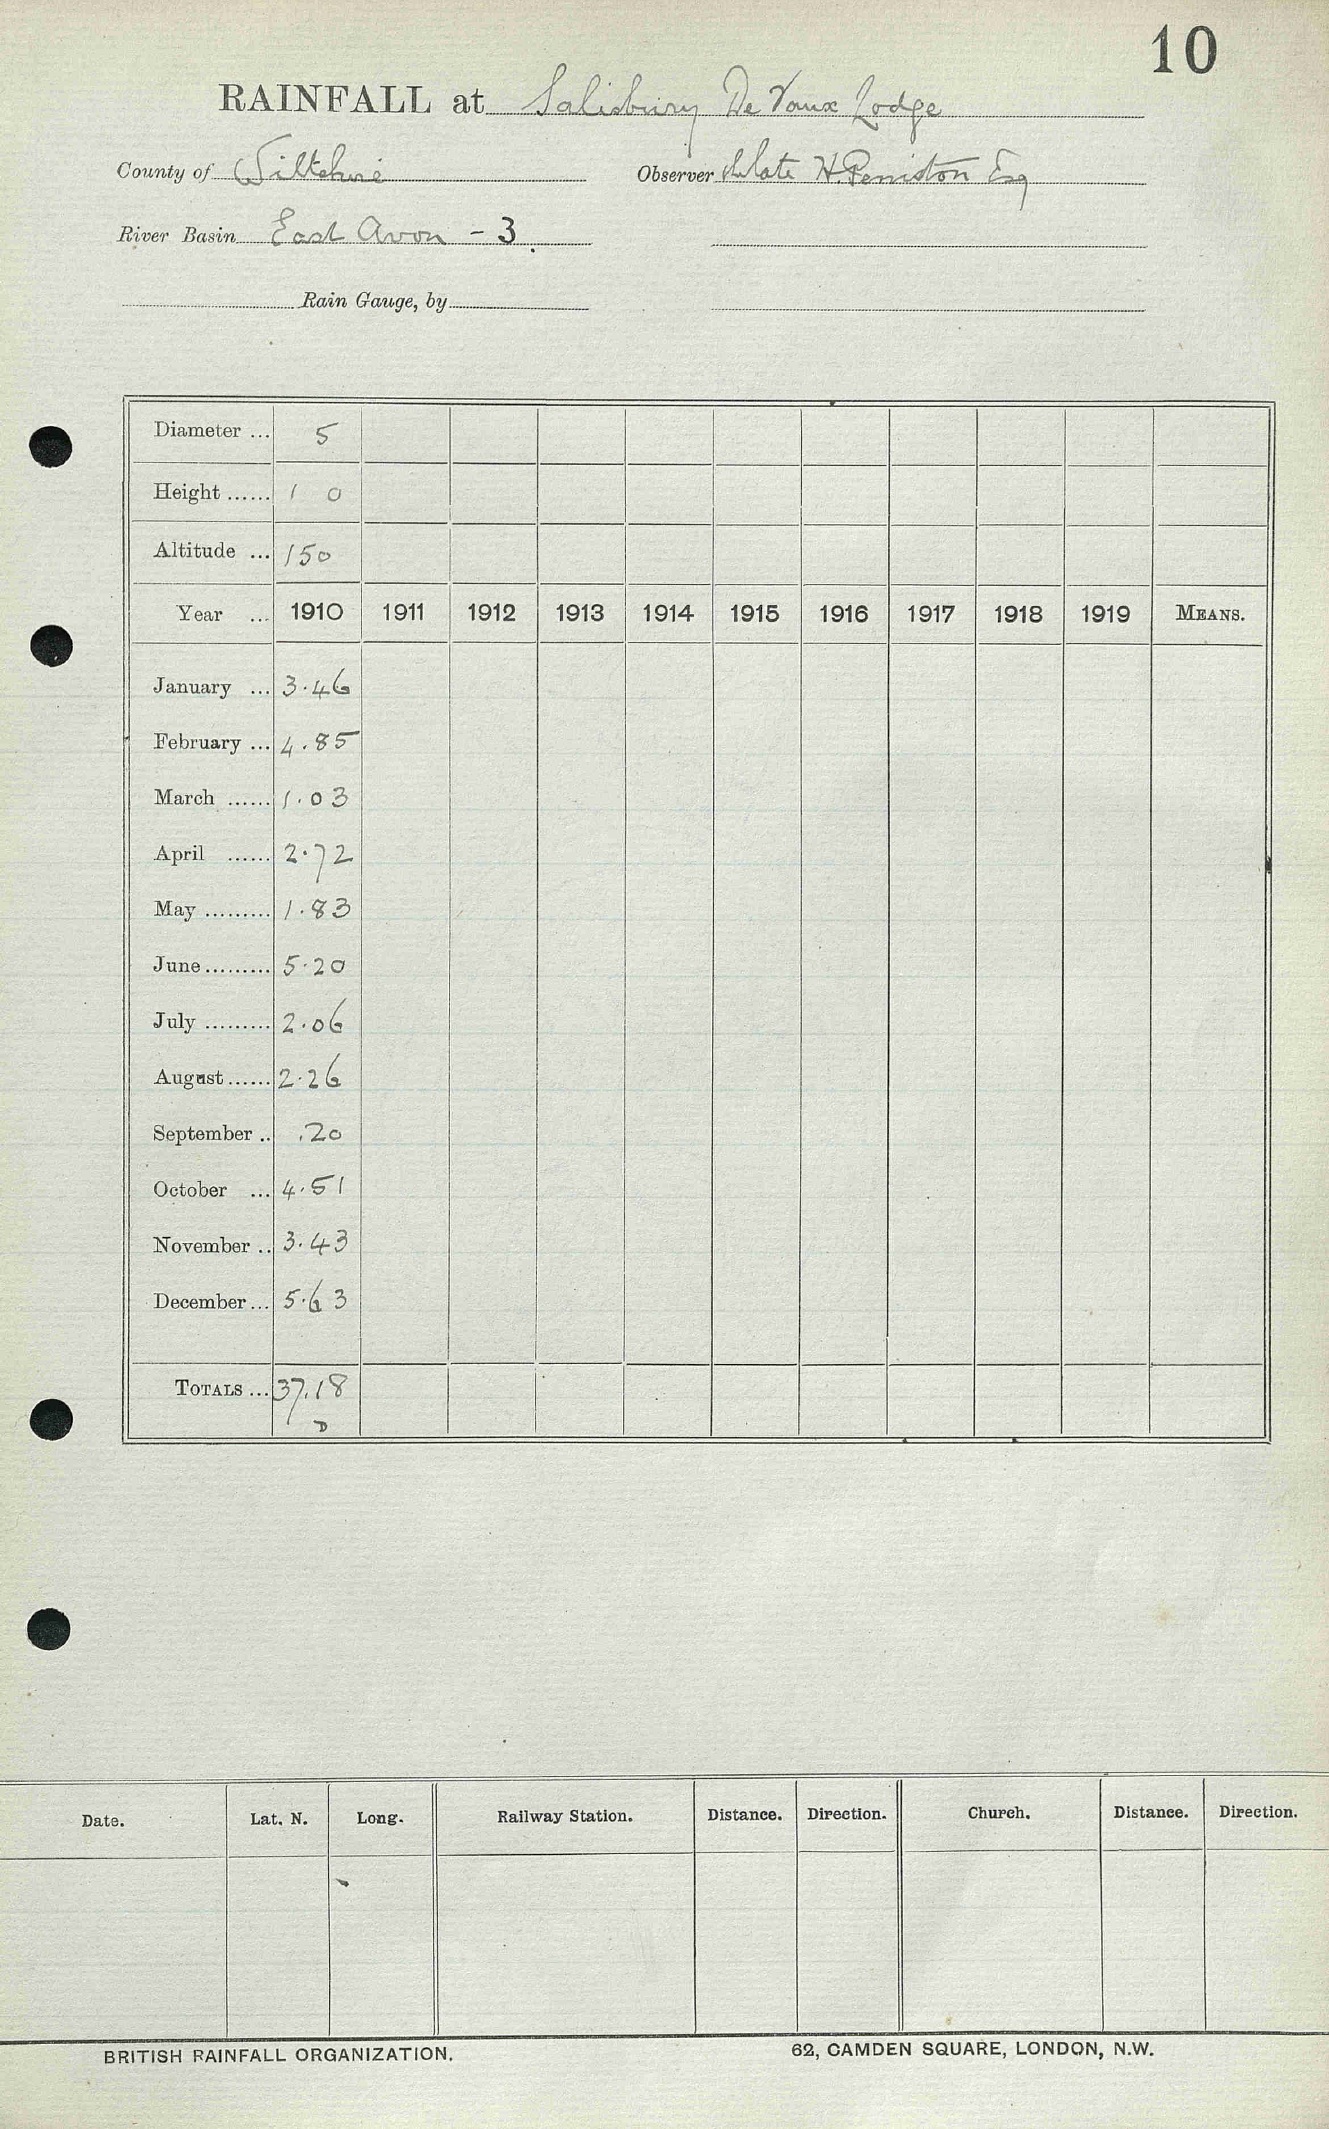 10
RAINFALL at Salisbury De Vaux Lodge
County of Wiltshire Observer late H. Peniston Esq
River Basin East Avon - 3
Rain Gauge, by
Diameter ... 5
Height ...... 1 0
Altitude ... 150
Year ... 1910 1911 1912 1913 1914 1915 1916 1917 1918 1919 MEANS.
January ... 3.46
February ... 4.85
March ...... 1.03
April ...... 2.72
May ......... 1.83
June ......... 5.20
July ......... 2.06
August ...... 2.26
September .. .20
October ... 4.51
November .. 3.43
December ... 5.63
TOTALS ... 37.18
D
Date. Lat. N. Long. Railway Station. Distance. Direction. Church. Distance. Direction.
BRITISH RAINFALL ORGANIZATION. 62, CAMDEN SQUARE, LONDON, N.W.